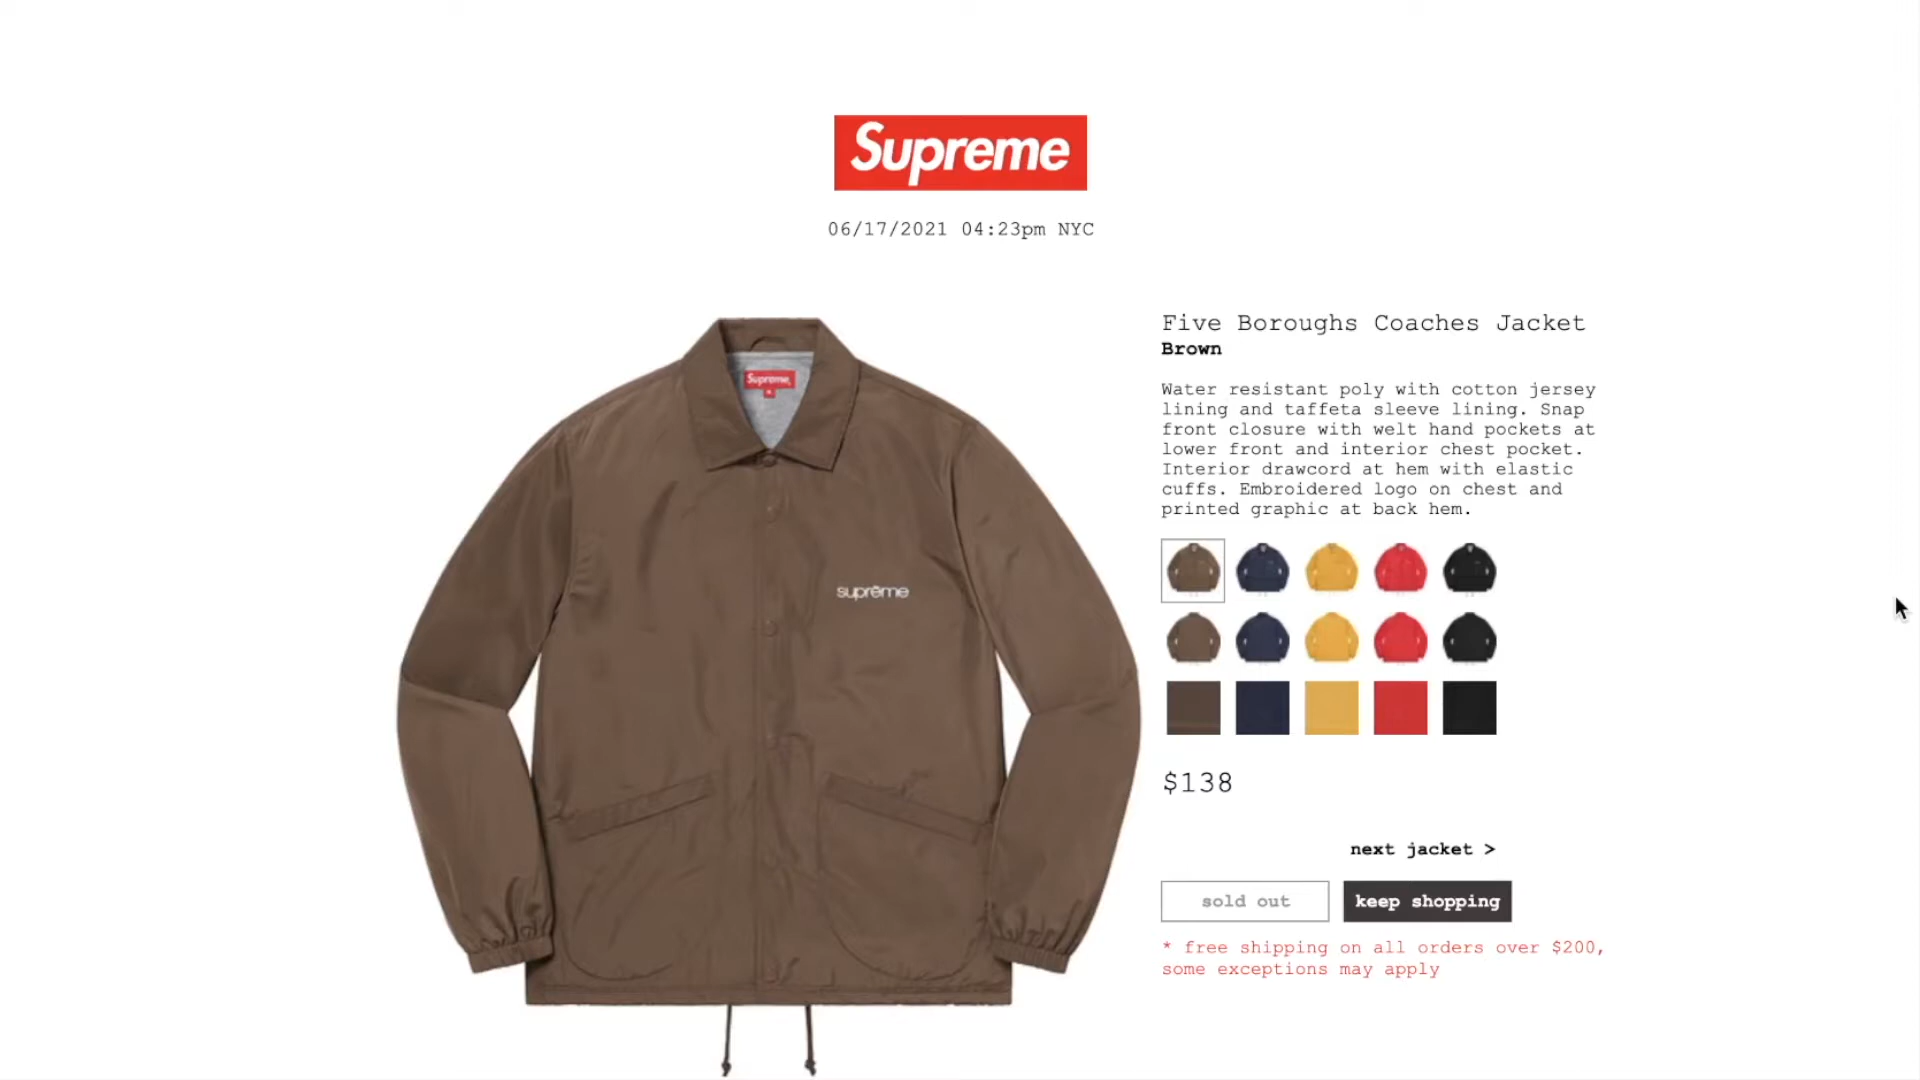 Supreme
06/17/2021 04:23pm NYC
Five Boroughs Coaches Jacket
Brown
Water resistant poly with cotton jersey
lining and taffeta sleeve lining. Snap
front closure with welt hand pockets at
lower front and interior chest pocket.
Interior drawcord at hem with elastic
cuffs. Embroidered logo on chest and
printed graphic at back hem.
Supreme
suprēme
$138
next jacket >
sold out
keep shopping
* free shipping on all orders over $200,
some exceptions may apply